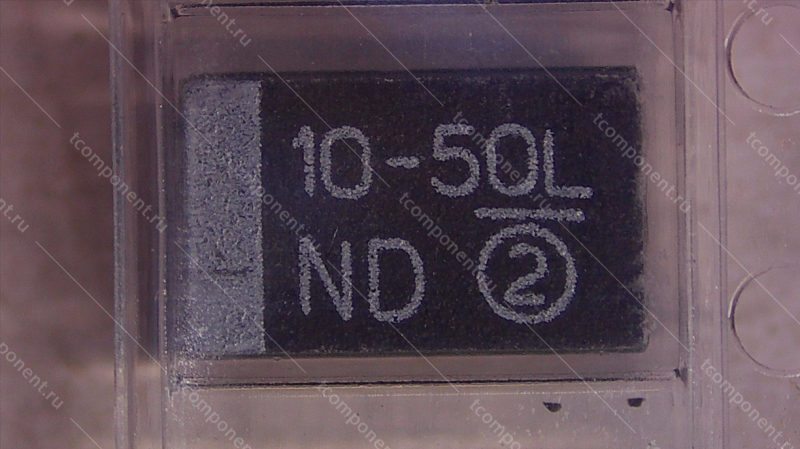 10-50L
ND ②
tcomponent.ru